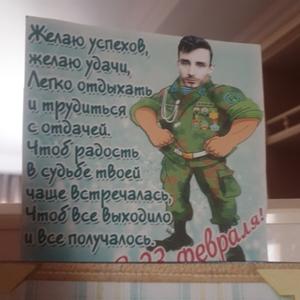 Желаю успехов,
желаю удачи,
Легко отдыхать
и трудиться
с отдачей.
Чтоб радость
в судьбе твоей
чаще встречалась,
Чтоб все выходило
и все получалось.
С 23 февраля!